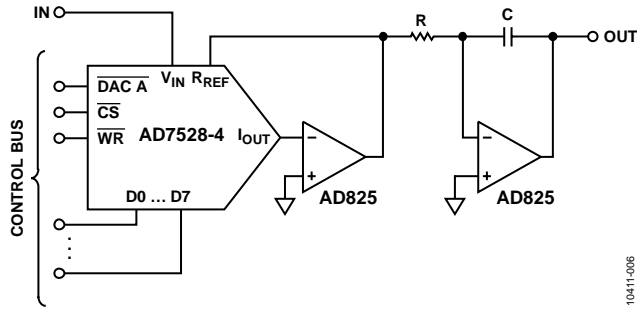 IN
R
C
OUT
V_IN R_REF
DAC A
CS
WR
AD7528-4
I_OUT
−
+
AD825
−
+
AD825
D0 ... D7
CONTROL BUS
10411-006